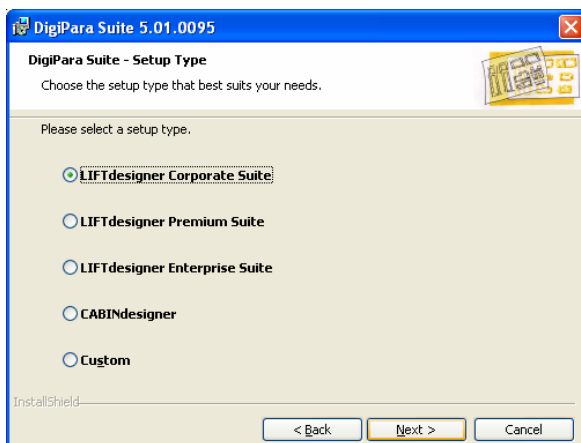 DigiPara Suite 5.01.0095
DigiPara Suite - Setup Type
Choose the setup type that best suits your needs.
Please select a setup type.
LIFTdesigner Corporate Suite
LIFTdesigner Premium Suite
LIFTdesigner Enterprise Suite
CABINdesigner
Custom
InstallShield
< Back Next > Cancel